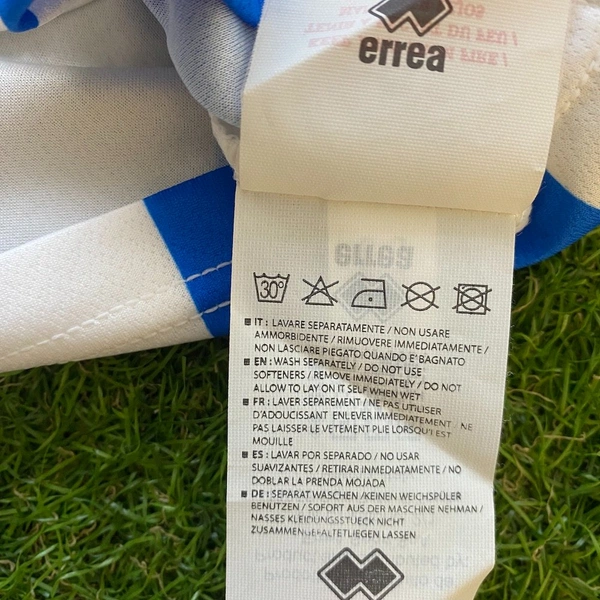 errea
30°
IT : LAVARE SEPARATAMENTE / NON USARE
AMMORBIDENTE / RIMUOVERE IMMEDIATAMENTE /
NON LASCIARE PIEGATO QUANDO E' BAGNATO
EN : WASH SEPARATELY / DO NOT USE
SOFTENERS / REMOVE IMMEDIATELY / DO NOT
ALLOW TO LAY ON IT SELF WHEN WET
FR : LAVER SEPAREMENT / NE PAS UTILISER
D'ADOUCISSANT ENLEVER IMMEDIATEMENT NE
PAS LAISSER LE VETEMENT PLIE LORSQU'I EST
MOUILLE
ES : LAVAR POR SEPARADO / NO USAR
SUAVIZANTES / RETIRAR INMEDIATAMENTE / NO
DOBLAR LA PRENDA MOJADA
DE : SEPARAT WASCHEN /KEINEN WEICHSPÜLER
BENUTZEN / SOFORT AUS DER MASCHINE NEHMAN /
NASSES KLEIDUNGSSTÜECK NICHT
ZUSAMMENGEFALTETLIEGEN LASSEN